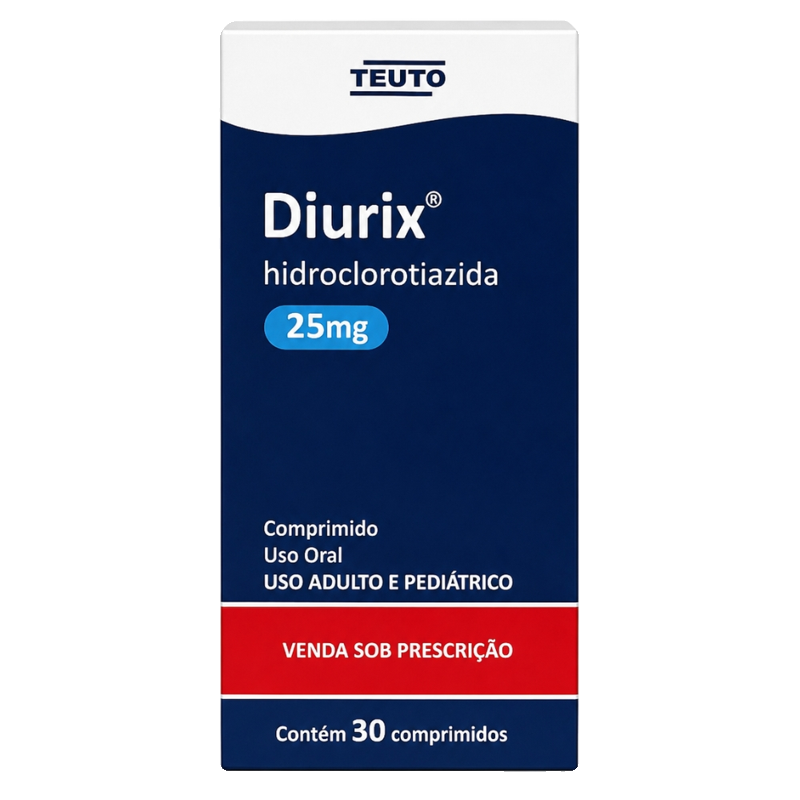 TEUTO
Diurix®
hidroclorotiazida
25mg
Comprimido
Uso Oral
USO ADULTO E PEDIÁTRICO
VENDA SOB PRESCRIÇÃO
Contém 30 comprimidos